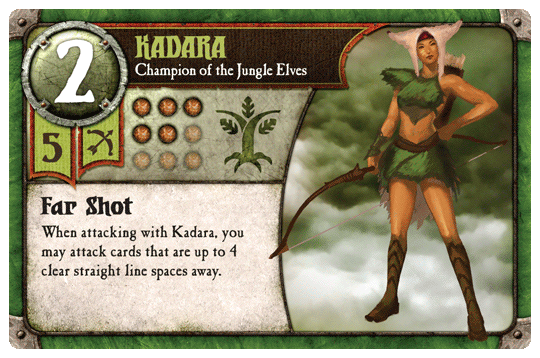 2
KADARA
Champion of the Jungle Elves
5
Far Shot
When attacking with Kadara, you
may attack cards that are up to 4
clear straight line spaces away.